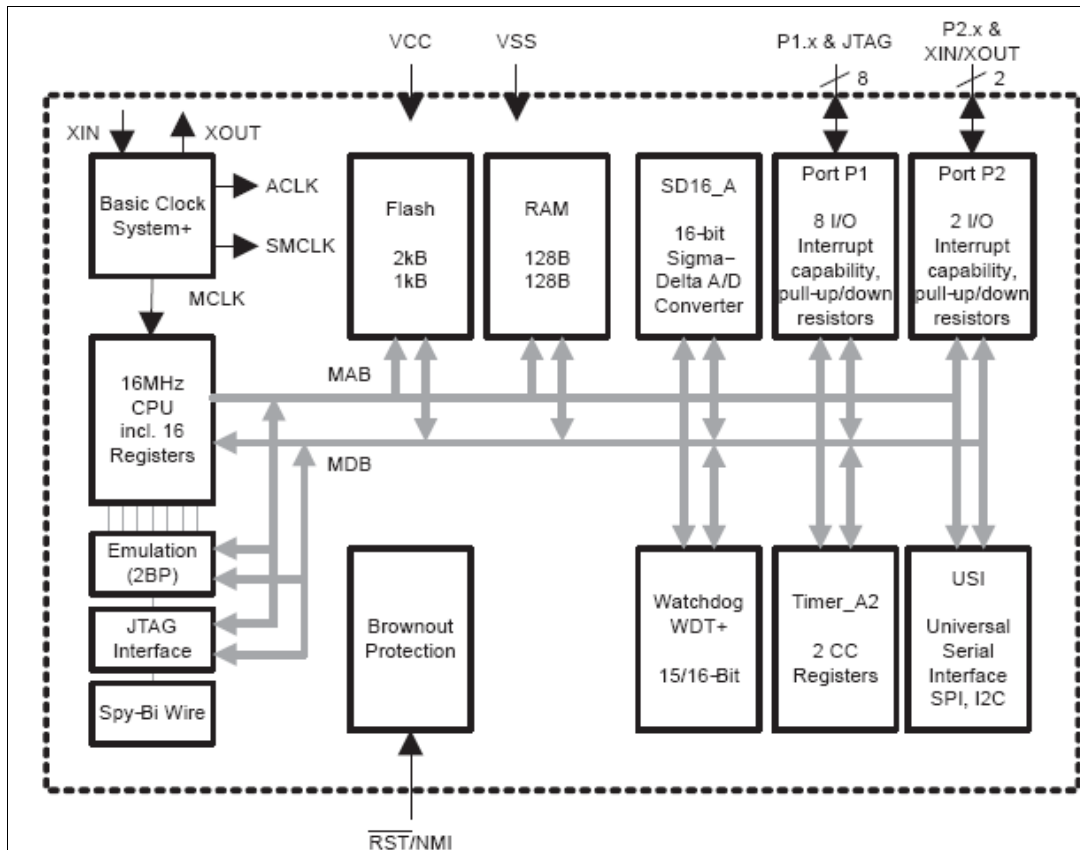 VCC
VSS
P1.x & JTAG
P2.x &
XIN/XOUT
8
2
XIN
XOUT
Basic Clock
System+
ACLK
SMCLK
MCLK
Flash
2kB
1kB
RAM
128B
128B
SD16_A
16-bit
Sigma–
Delta A/D
Converter
Port P1
8 I/O
Interrupt
capability,
pull-up/down
resistors
Port P2
2 I/O
Interrupt
capability,
pull-up/down
resistors
16MHz
CPU
incl. 16
Registers
MAB
MDB
Emulation
(2BP)
JTAG
Interface
Spy-Bi Wire
Brownout
Protection
Watchdog
WDT+
15/16-Bit
Timer_A2
2 CC
Registers
USI
Universal
Serial
Interface
SPI, I2C
RST/NMI